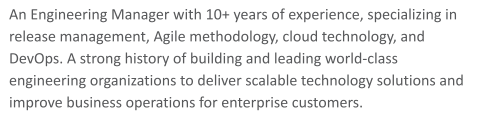 An Engineering Manager with 10+ years of experience, specializing in
release management, Agile methodology, cloud technology, and
DevOps. A strong history of building and leading world-class
engineering organizations to deliver scalable technology solutions and
improve business operations for enterprise customers.